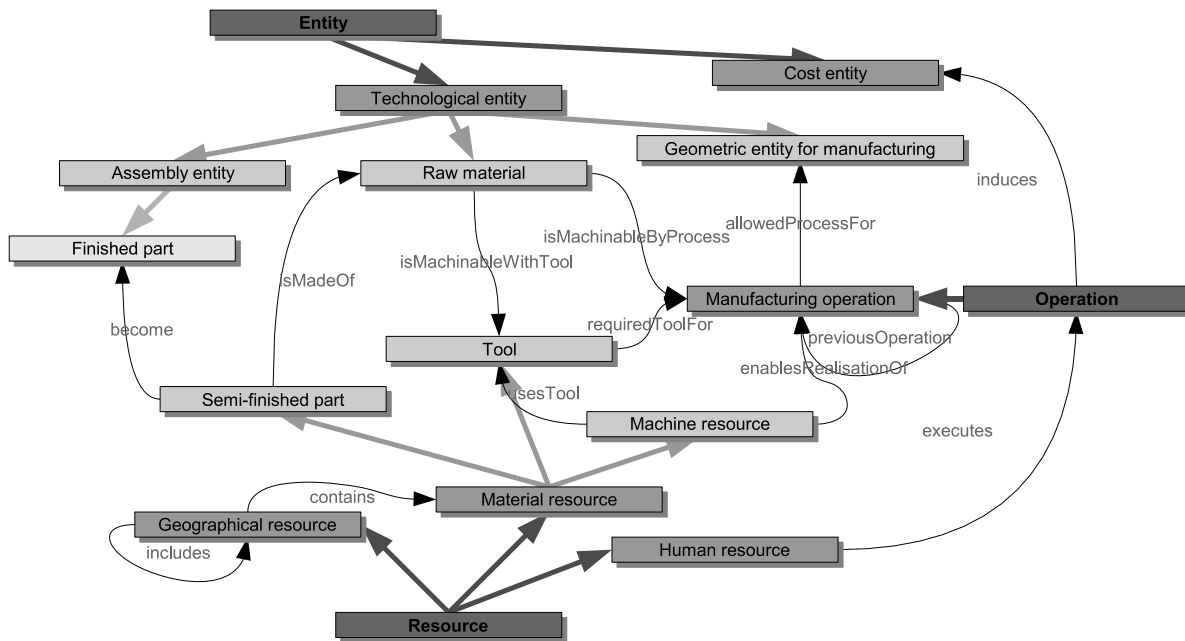 Entity
Cost entity
Technological entity
Geometric entity for manufacturing
Assembly entity
Raw material
induces
allowedProcessFor
isMachinableByProcess
Finished part
isMachinableWithTool
isMadeOf
Manufacturing operation
Operation
become
requiredToolFor
previousOperation
Tool
enablesRealisationOf
usesTool
Semi-finished part
Machine resource
executes
contains
Material resource
Geographical resource
includes
Human resource
Resource